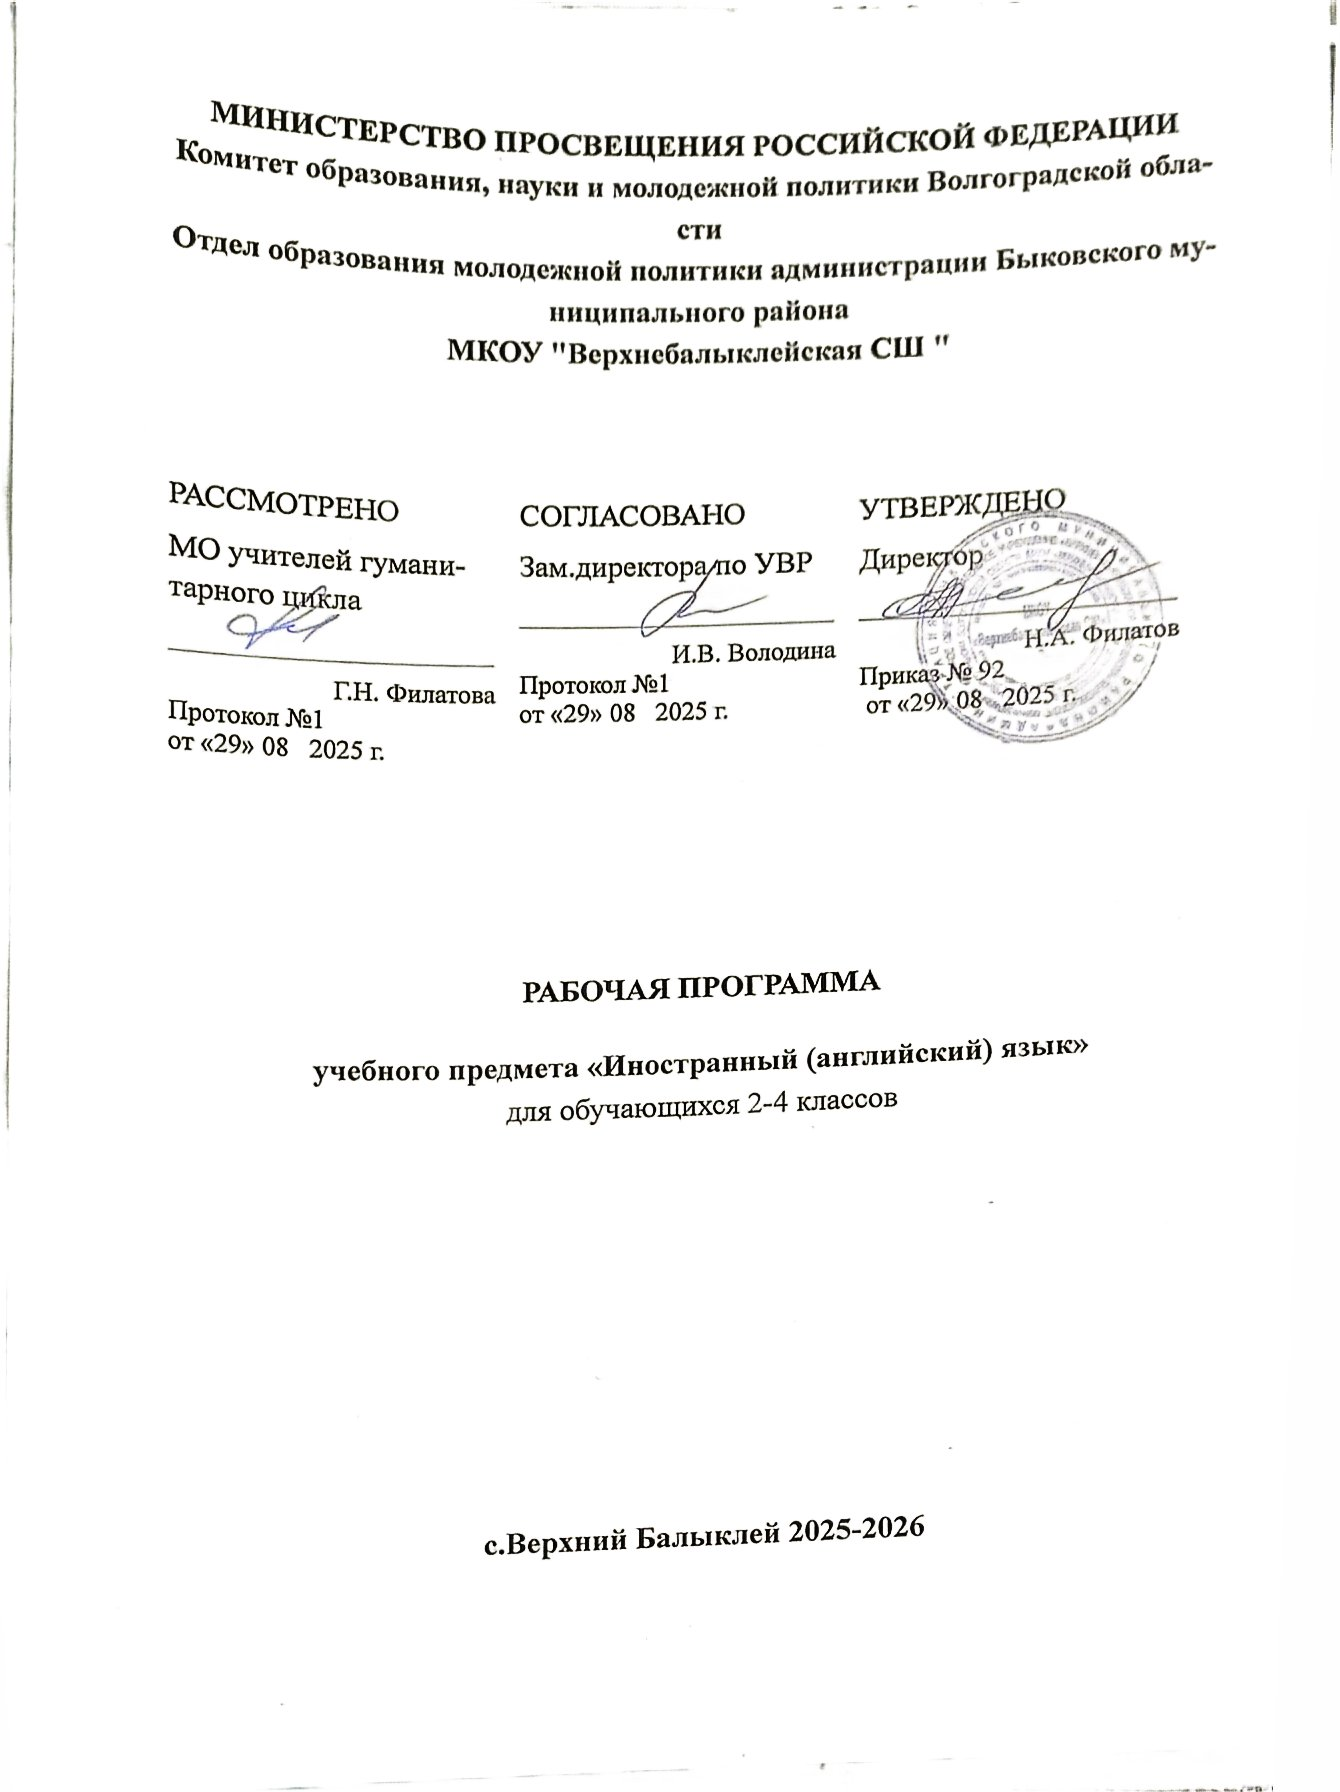 МИНИСТЕРСТВО ПРОСВЕЩЕНИЯ РОССИЙСКОЙ ФЕДЕРАЦИИ
Комитет образования, науки и молодежной политики Волгоградской обла-
сти
Отдел образования молодежной политики администрации Быковского му-
ниципального района
МКОУ "Верхнебалыклейская СШ "
РАССМОТРЕНО
МО учителей гумани-
тарного цикла
Г.Н. Филатова
Протокол №1
от «29» 08 2025 г.
СОГЛАСОВАНО
Зам.директора по УВР
И.В. Володина
Протокол №1
от «29» 08 2025 г.
УТВЕРЖДЕНО
Директор
Н.А. Филатов
Приказ № 92
от «29» 08 2025 г.
РАБОЧАЯ ПРОГРАММА
учебного предмета «Иностранный (английский) язык»
для обучающихся 2-4 классов
с.Верхний Балыклей 2025-2026